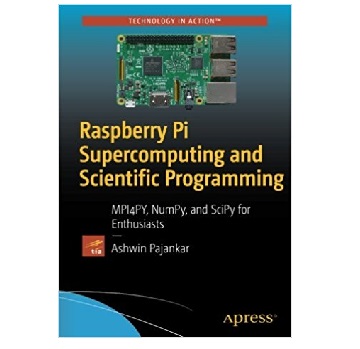 TECHNOLOGY IN ACTION™
Raspberry Pi
Supercomputing and
Scientific Programming
MPI4PY, NumPy, and SciPy for
Enthusiasts
Ashwin Pajankar
Apress®